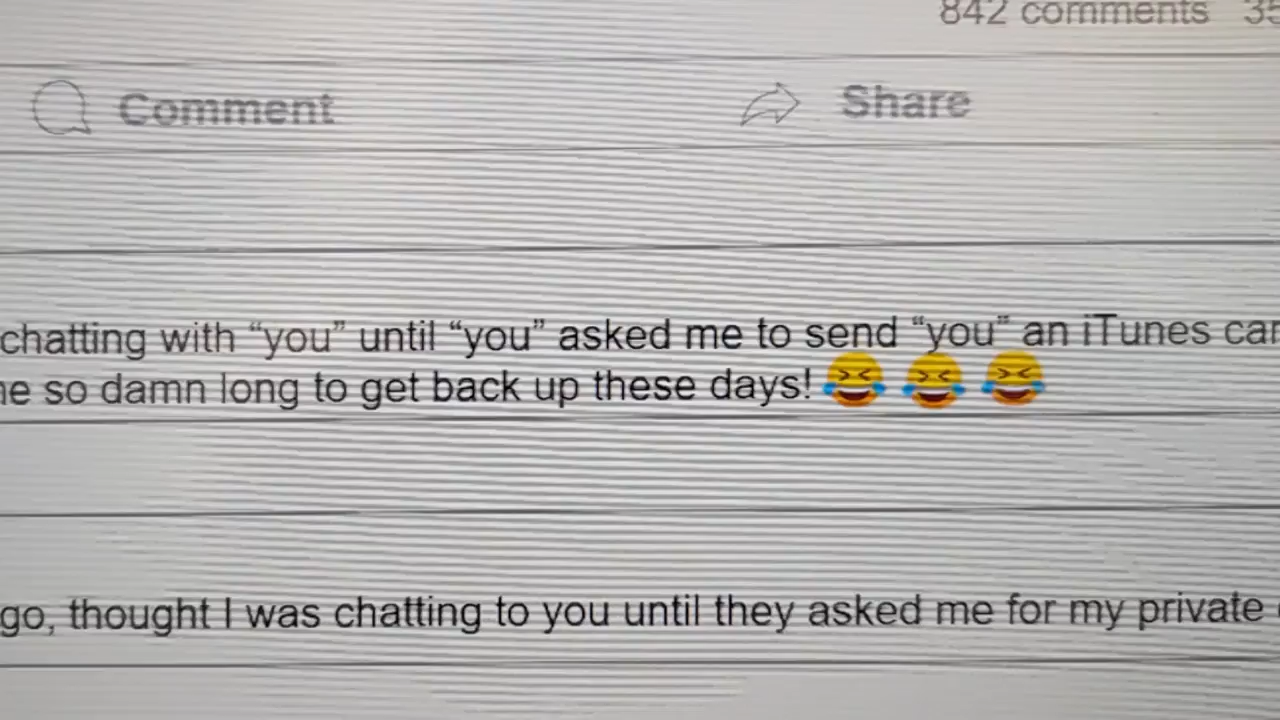 842 comments
Comment
Share
chatting with “you” until “you” asked me to send “you” an iTunes
so damn long to get back up these days! 😆 😆 😆
go, thought I was chatting to you until they asked me for my private